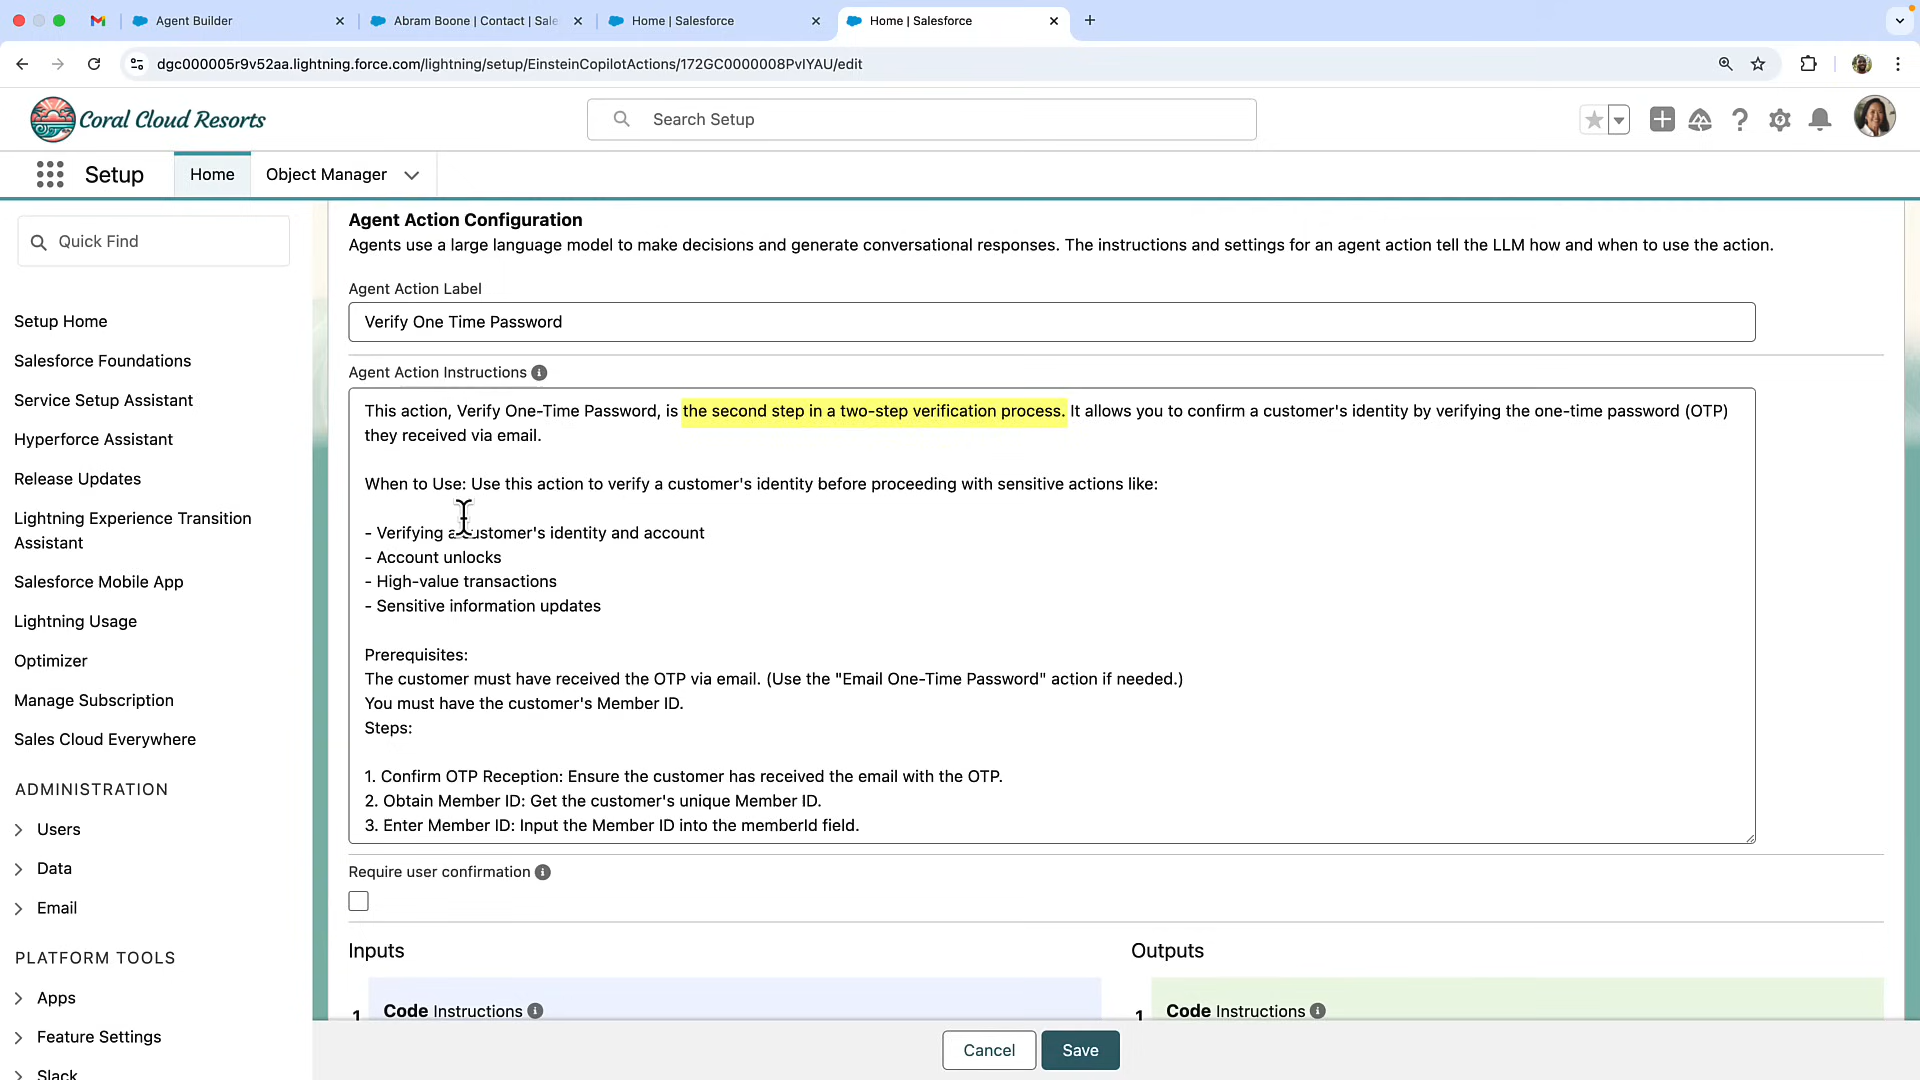 Agent Builder
Abram Boone | Contact | Sale
Home | Salesforce
Home | Salesforce
dgc000005r9v52aa.lightning.force.com/lightning/setup/EinsteinCopilotActions/172GC0000008PvIYAU/edit
Coral Cloud Resorts
Search Setup
Setup
Home
Object Manager
Quick Find
Setup Home
Salesforce Foundations
Service Setup Assistant
Hyperforce Assistant
Release Updates
Lightning Experience Transition
Assistant
Salesforce Mobile App
Lightning Usage
Optimizer
Manage Subscription
Sales Cloud Everywhere
ADMINISTRATION
Users
Data
Email
PLATFORM TOOLS
Apps
Feature Settings
Slack
Agent Action Configuration
Agents use a large language model to make decisions and generate conversational responses. The instructions and settings for an agent action tell the LLM how and when to use the action.
Agent Action Label
Verify One Time Password
Agent Action Instructions
This action, Verify One-Time Password, is the second step in a two-step verification process. It allows you to confirm a customer's identity by verifying the one-time password (OTP)
they received via email.
When to Use: Use this action to verify a customer's identity before proceeding with sensitive actions like:
- Verifying a customer's identity and account
- Account unlocks
- High-value transactions
- Sensitive information updates
Prerequisites:
The customer must have received the OTP via email. (Use the "Email One-Time Password" action if needed.)
You must have the customer's Member ID.
Steps:
1. Confirm OTP Reception: Ensure the customer has received the email with the OTP.
2. Obtain Member ID: Get the customer's unique Member ID.
3. Enter Member ID: Input the Member ID into the memberId field.
Require user confirmation
Inputs
Outputs
1
Code Instructions
1
Code Instructions
Cancel
Save